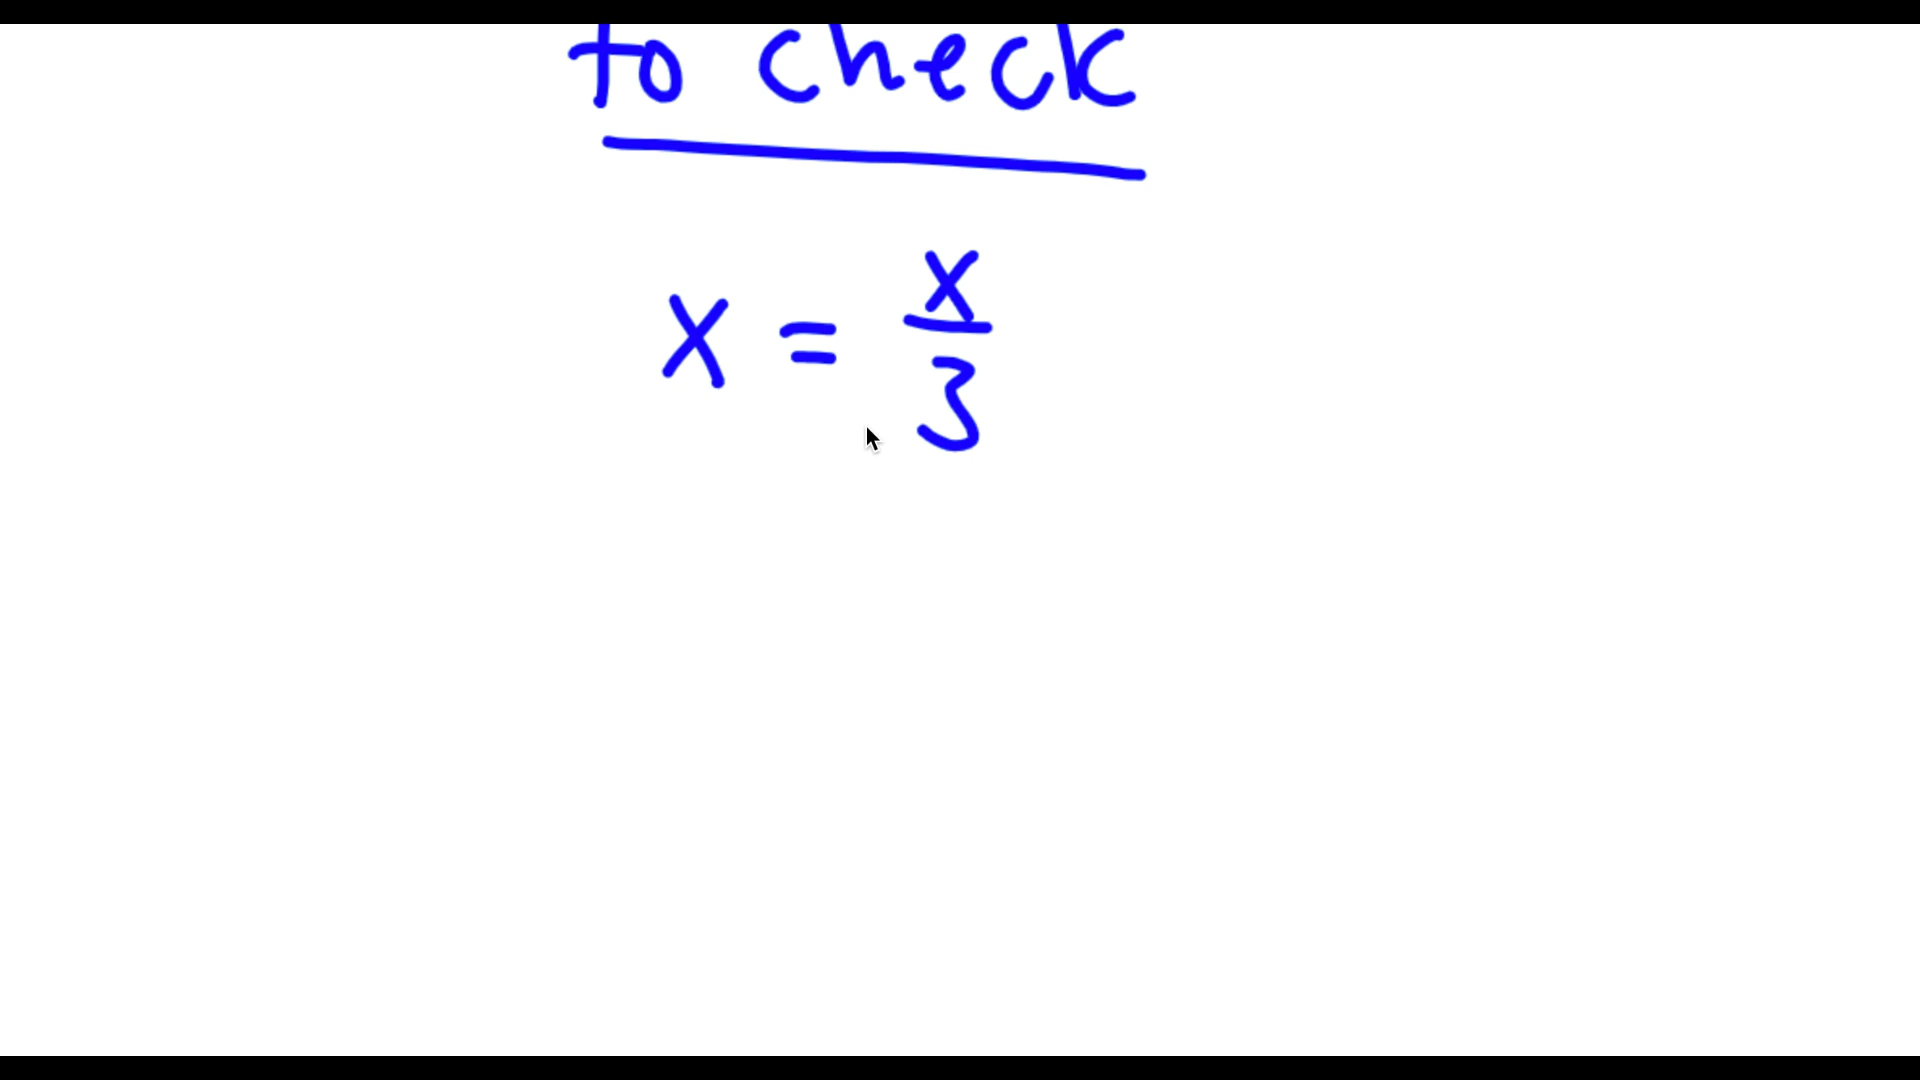 to check
x = x/3